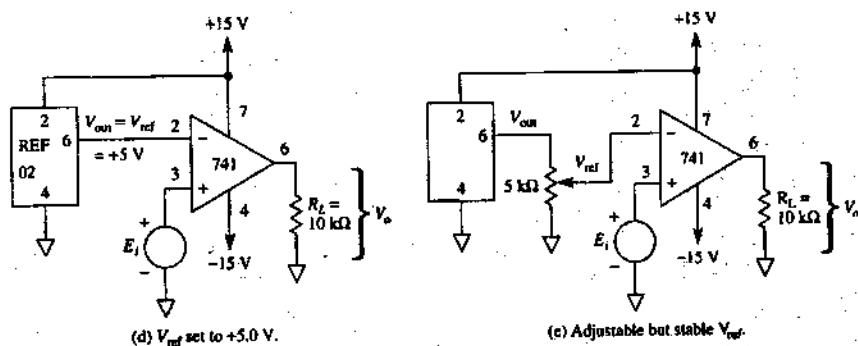 +15 V
2
REF
02
6
4
V_out = V_ref
= +5 V
2
7
−
741
3
+
6
4
+
E_i
−
−15 V
R_L =
10 kΩ
V_o
(d) V_ref set to +5.0 V.
+15 V
2
6
4
V_out
5 kΩ
V_ref
2
7
−
741
3
+
6
4
+
E_i
−
−15 V
R_L =
10 kΩ
V_o
(e) Adjustable but stable V_ref.